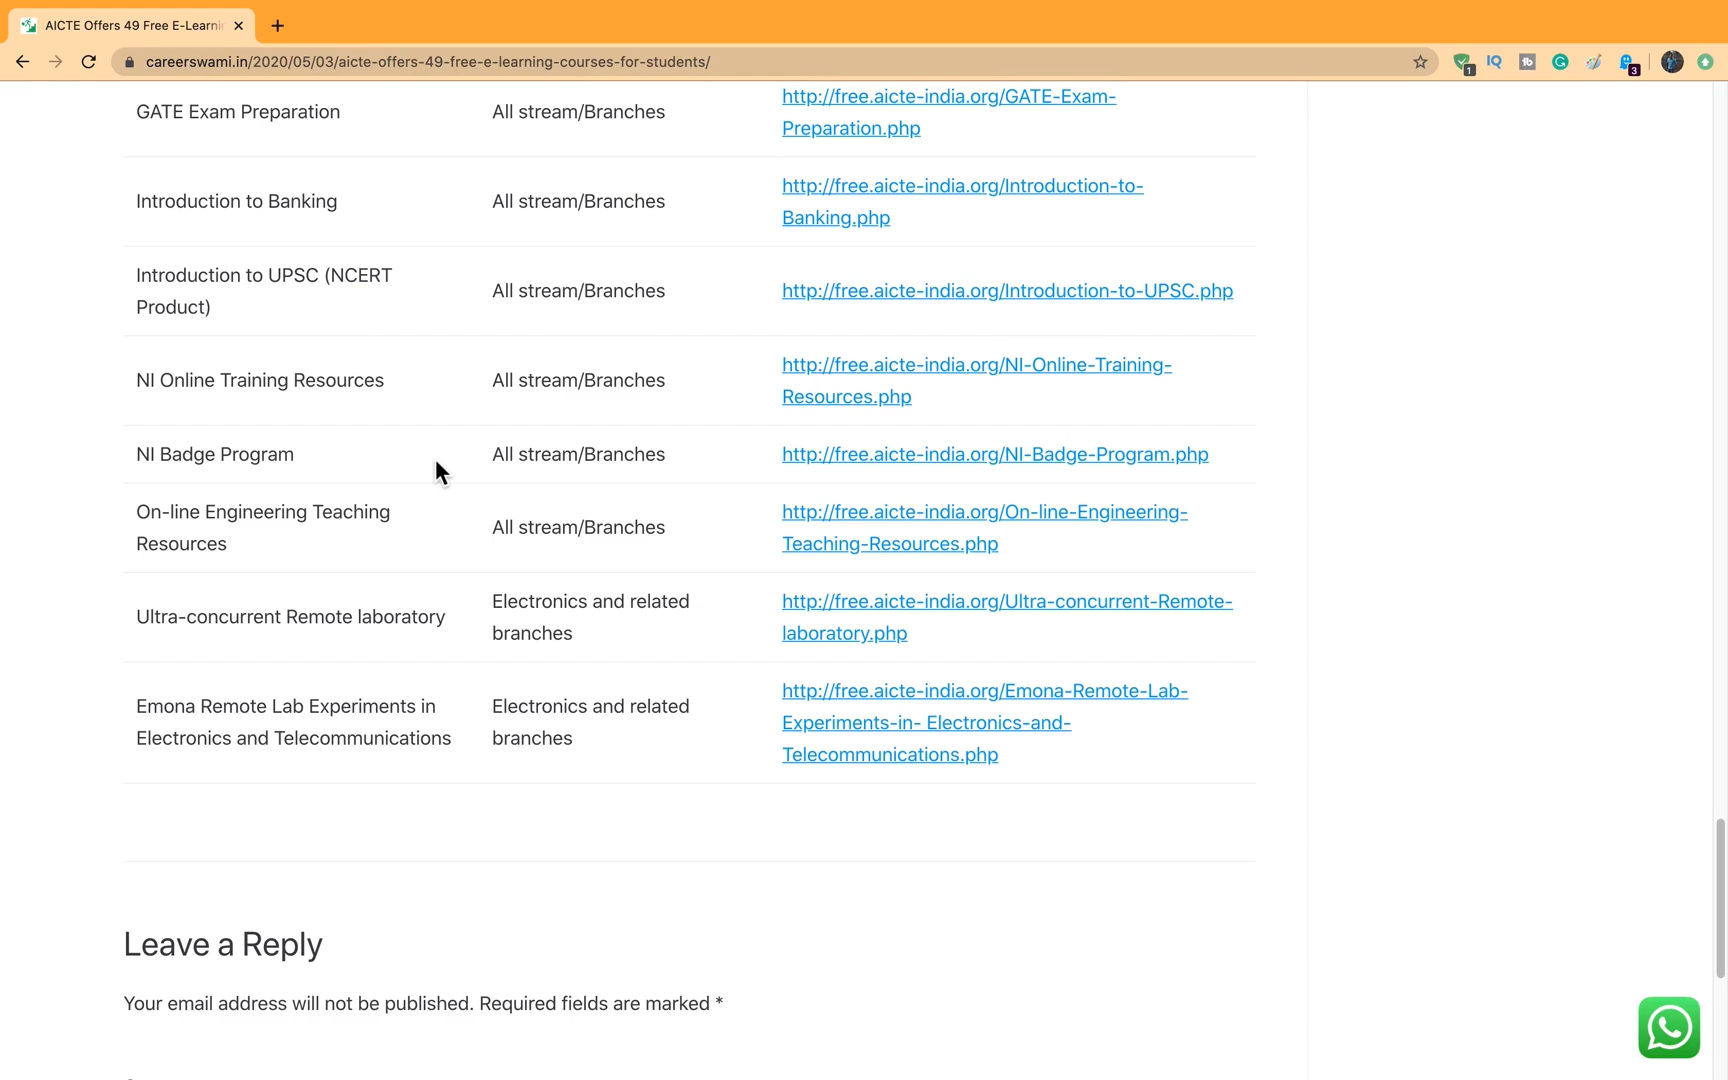 AICTE Offers 49 Free E-Learni
careerswami.in/2020/05/03/aicte-offers-49-free-e-learning-courses-for-students/
IQ
tb
1
3
GATE Exam Preparation
All stream/Branches
http://free.aicte-india.org/GATE-Exam-
Preparation.php
Introduction to Banking
All stream/Branches
http://free.aicte-india.org/Introduction-to-
Banking.php
Introduction to UPSC (NCERT
Product)
All stream/Branches
http://free.aicte-india.org/Introduction-to-UPSC.php
NI Online Training Resources
All stream/Branches
http://free.aicte-india.org/NI-Online-Training-
Resources.php
NI Badge Program
All stream/Branches
http://free.aicte-india.org/NI-Badge-Program.php
On-line Engineering Teaching
Resources
All stream/Branches
http://free.aicte-india.org/On-line-Engineering-
Teaching-Resources.php
Ultra-concurrent Remote laboratory
Electronics and related
branches
http://free.aicte-india.org/Ultra-concurrent-Remote-
laboratory.php
Emona Remote Lab Experiments in
Electronics and Telecommunications
Electronics and related
branches
http://free.aicte-india.org/Emona-Remote-Lab-
Experiments-in- Electronics-and-
Telecommunications.php
Leave a Reply
Your email address will not be published. Required fields are marked *